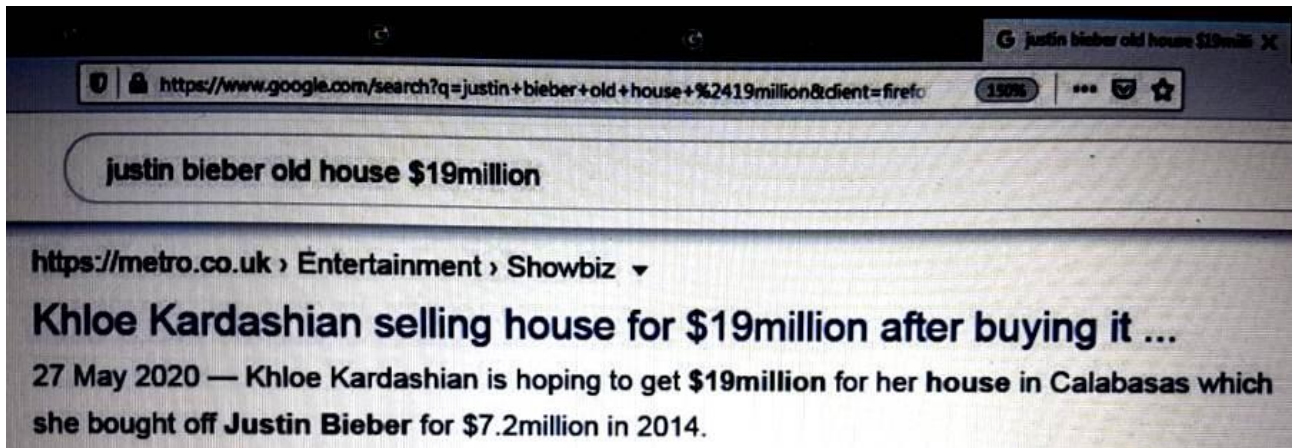 G justin bieber old house $19milli X
https://www.google.com/search?q=justin+bieber+old+house+%2419million&client=firefo
150%
justin bieber old house $19million
https://metro.co.uk › Entertainment › Showbiz
Khloe Kardashian selling house for $19million after buying it ...
27 May 2020 — Khloe Kardashian is hoping to get $19million for her house in Calabasas which
she bought off Justin Bieber for $7.2million in 2014.